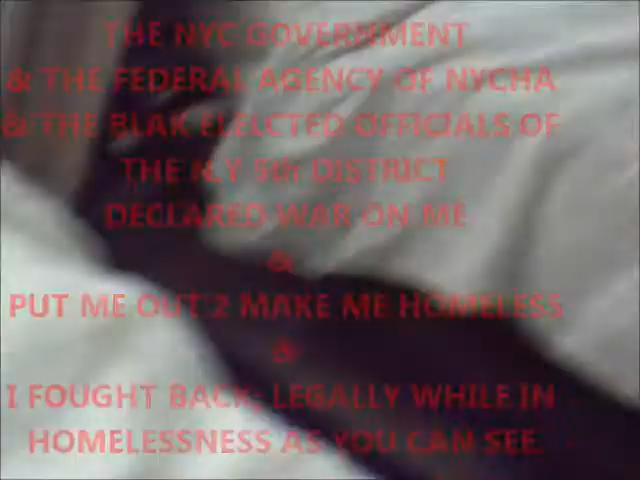 THE NYC GOVERNMENT
& THE FEDERAL AGENCY OF NYCHA
& THE BLAK ELELCTED OFFICIALS OF
THE N.Y 5th DISTRICT
DECLARED WAR ON ME
&
PUT ME OUT 2 MAKE ME HOMELESS
&
I FOUGHT BACK; LEGALLY WHILE IN
HOMELESSNESS AS YOU CAN SEE.